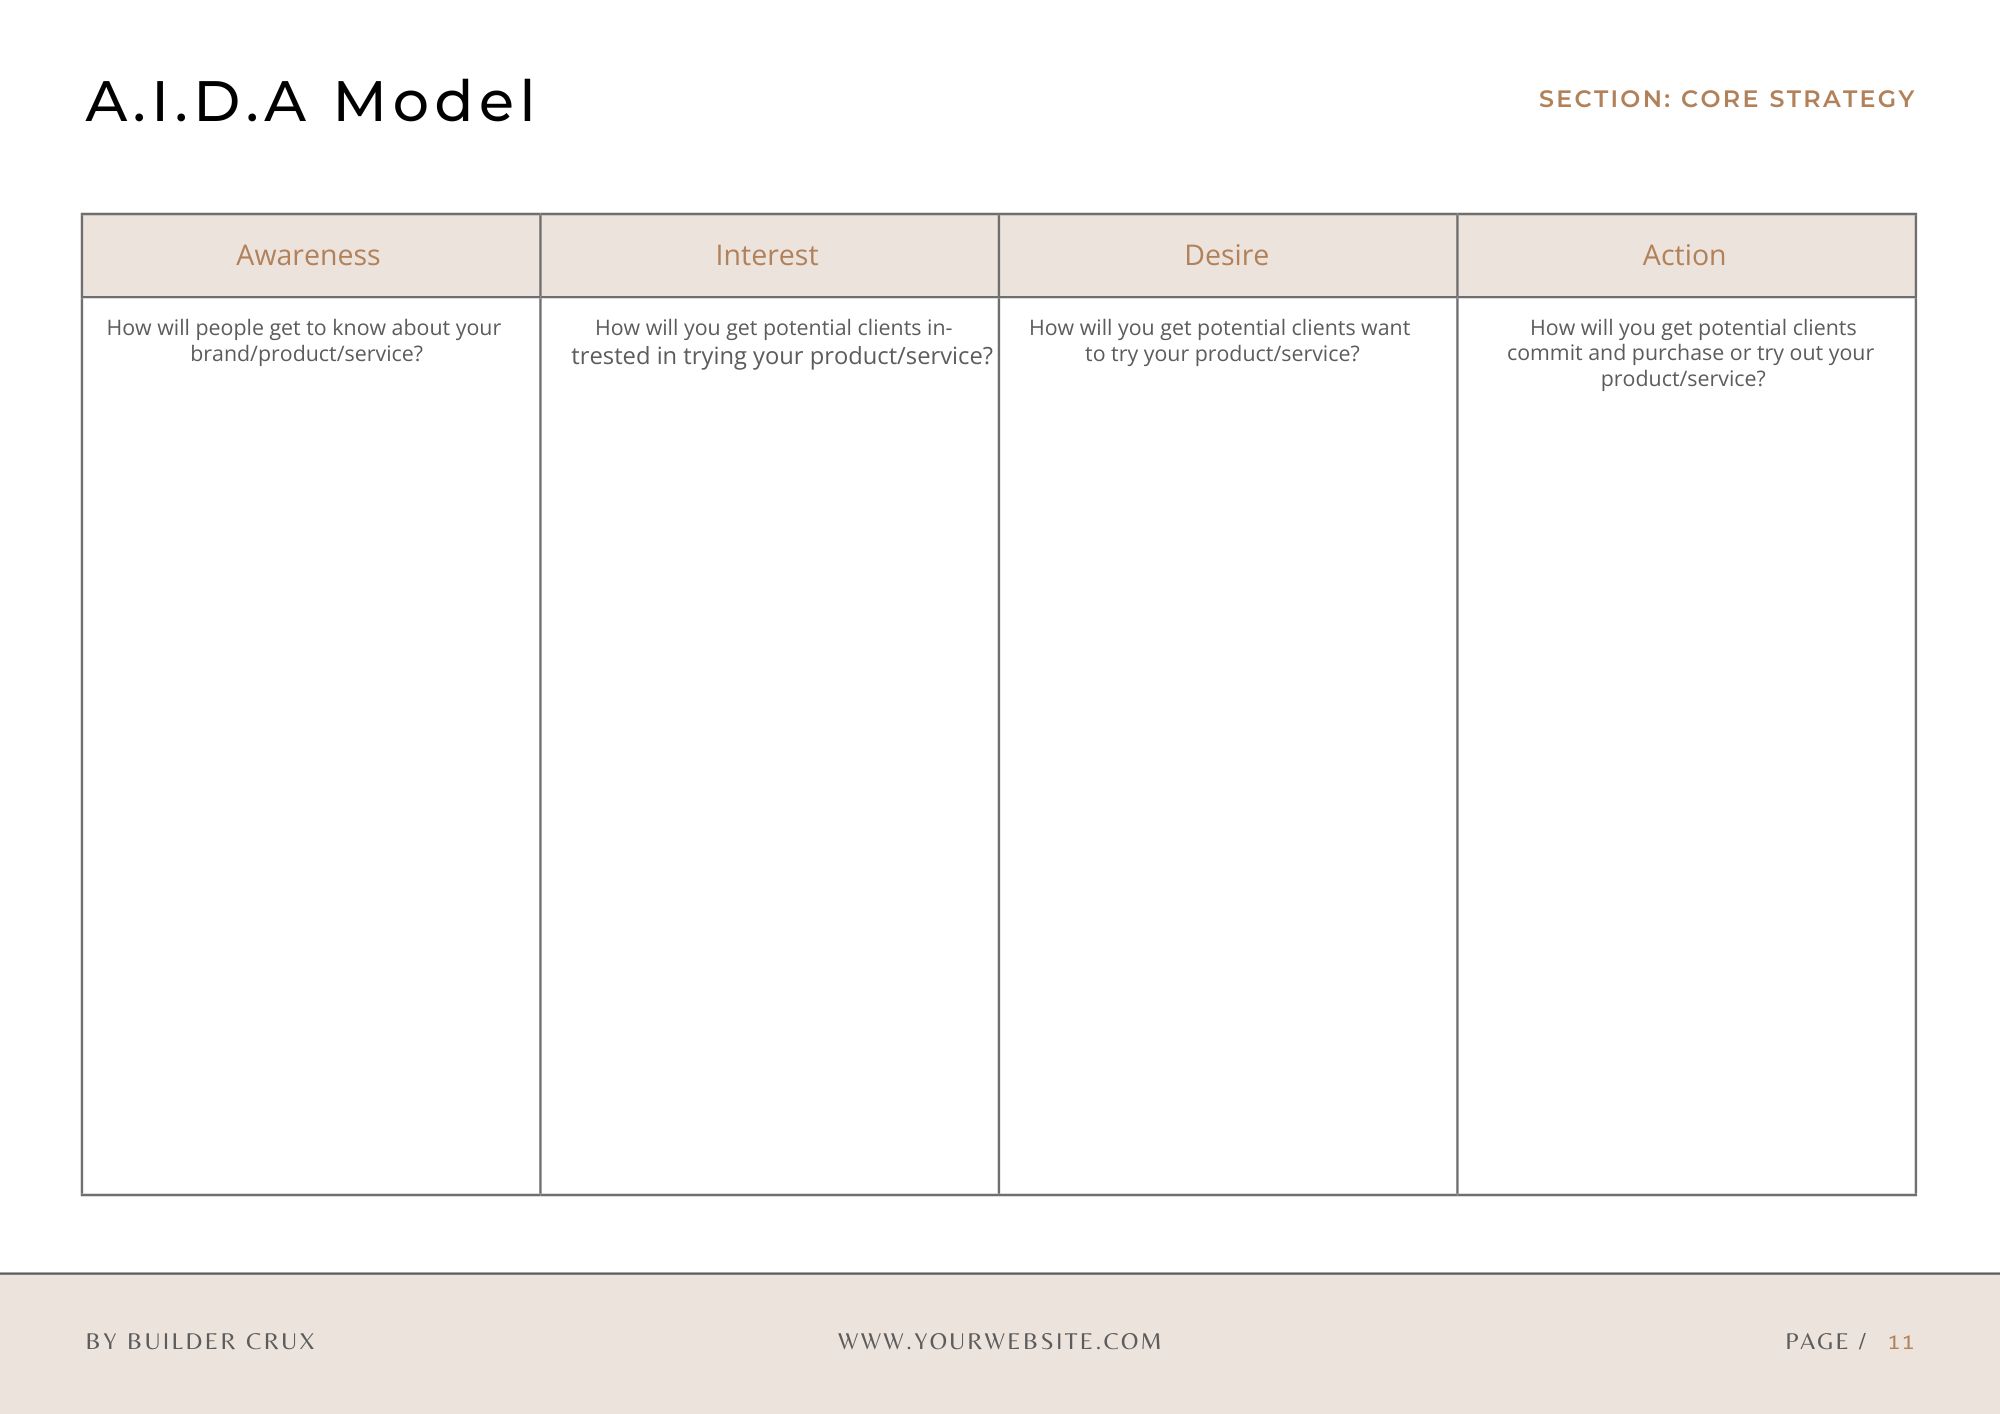 A.I.D.A Model
SECTION: CORE STRATEGY
Awareness
Interest
Desire
Action
How will people get to know about your
brand/product/service?
How will you get potential clients in-
trested in trying your product/service?
How will you get potential clients want
to try your product/service?
How will you get potential clients
commit and purchase or try out your
product/service?
BY BUILDER CRUX
WWW.YOURWEBSITE.COM
PAGE / 11